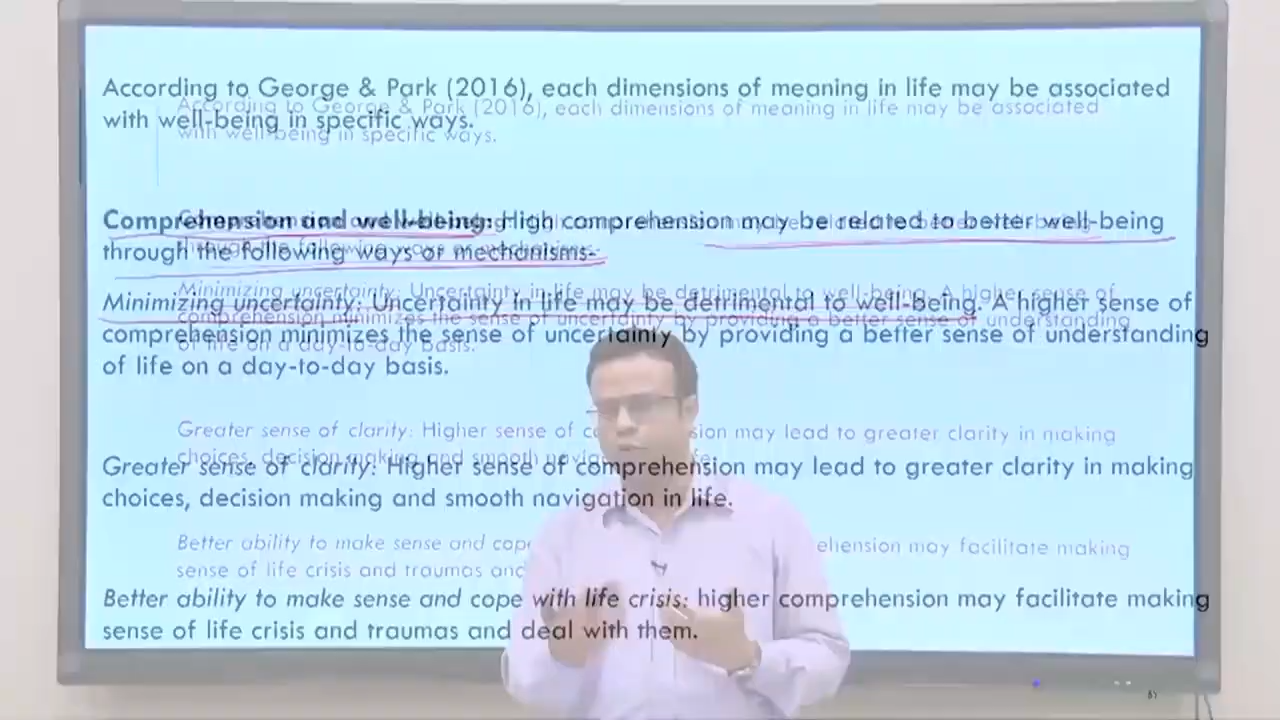 According to George & Park (2016), each dimensions of meaning in life may be associated
with well-being in specific ways.
Comprehension and well-being: High comprehension may be related to better well-being
through the following ways or mechanisms-
Minimizing uncertainty: Uncertainty in life may be detrimental to well-being. A higher sense of
comprehension minimizes the sense of uncertainly by providing a better sense of understanding
of life on a day-to-day basis.
Greater sense of clarity: Higher sense of comprehension may lead to greater clarity in making
choices, decision making and smooth navigation in life.
Better ability to make sense and cope with life crisis: higher comprehension may facilitate making
sense of life crisis and traumas and deal with them.